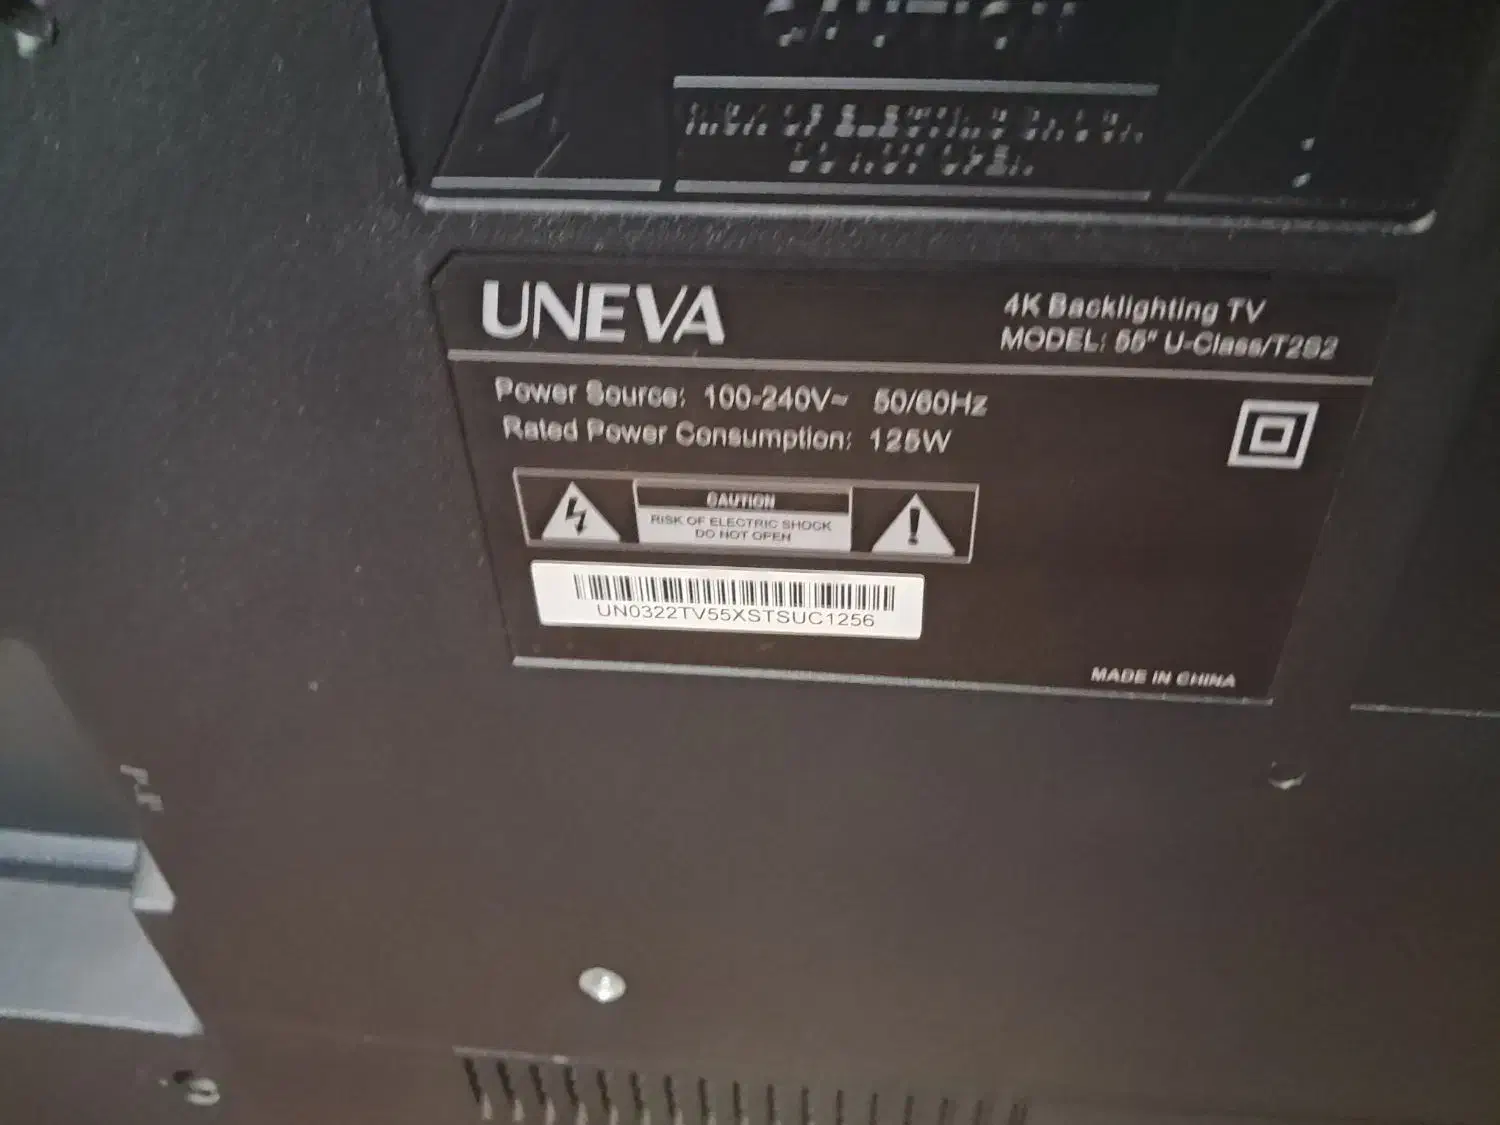 UNEVA
4K Backlighting TV
MODEL: 55" U-Class/T2S2
Power Source: 100-240V~ 50/60Hz
Rated Power Consumption: 125W
CAUTION
RISK OF ELECTRIC SHOCK
DO NOT OPEN
UN0322TV55XSTSUC1256
MADE IN CHINA